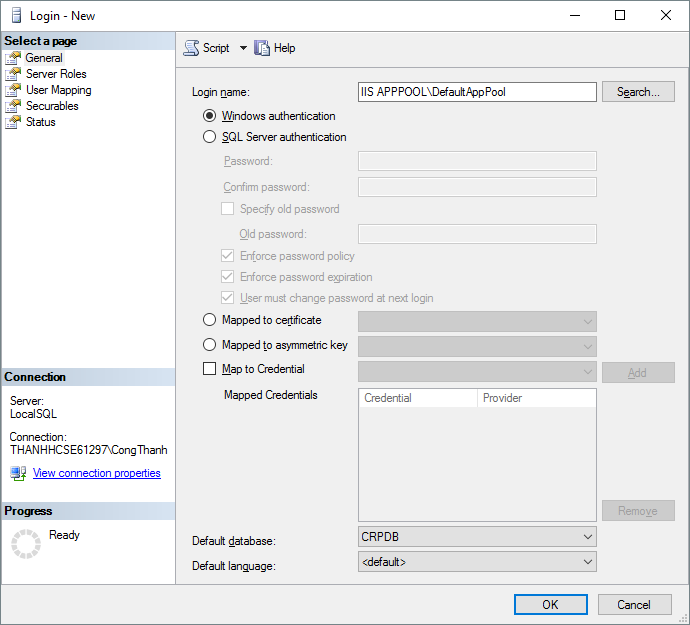 Login - New
Select a page
General
Server Roles
User Mapping
Securables
Status
Script
Help
Login name:
IIS APPPOOL\DefaultAppPool
Search...
Windows authentication
SQL Server authentication
Password:
Confirm password:
Specify old password
Old password:
Enforce password policy
Enforce password expiration
User must change password at next login
Mapped to certificate
Mapped to asymmetric key
Map to Credential
Add
Mapped Credentials
Credential
Provider
Remove
Default database:
CRPDB
Default language:
<default>
Connection
Server:
LocalSQL
Connection:
THANHHCSE61297\CongThanh
View connection properties
Progress
Ready
OK
Cancel